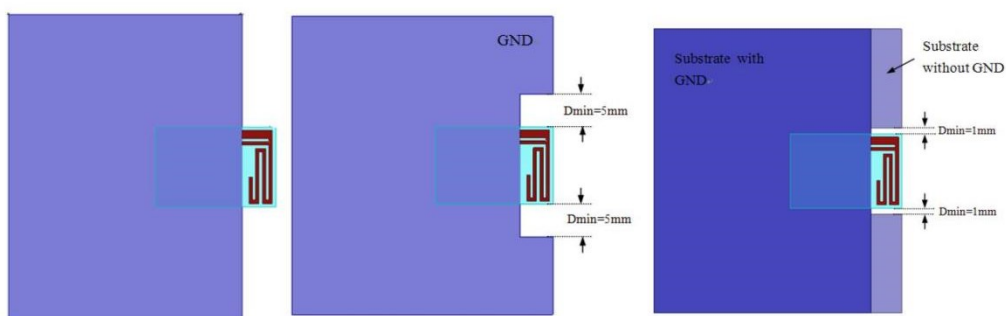 GND
Dmin=5mm
Dmin=5mm
Substrate with
GND
Substrate
without GND
Dmin=1mm
Dmin=1mm